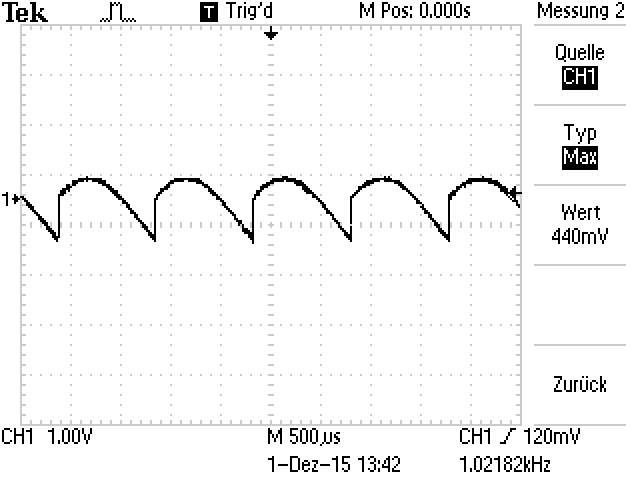 Tek T Trig'd M Pos: 0.000s Messung 2
Quelle
CH1
Typ
Max
1
Wert
440mV
Zurück
CH1 1.00V M 500µs CH1 120mV
1-Dez-15 13:42 1.02182kHz